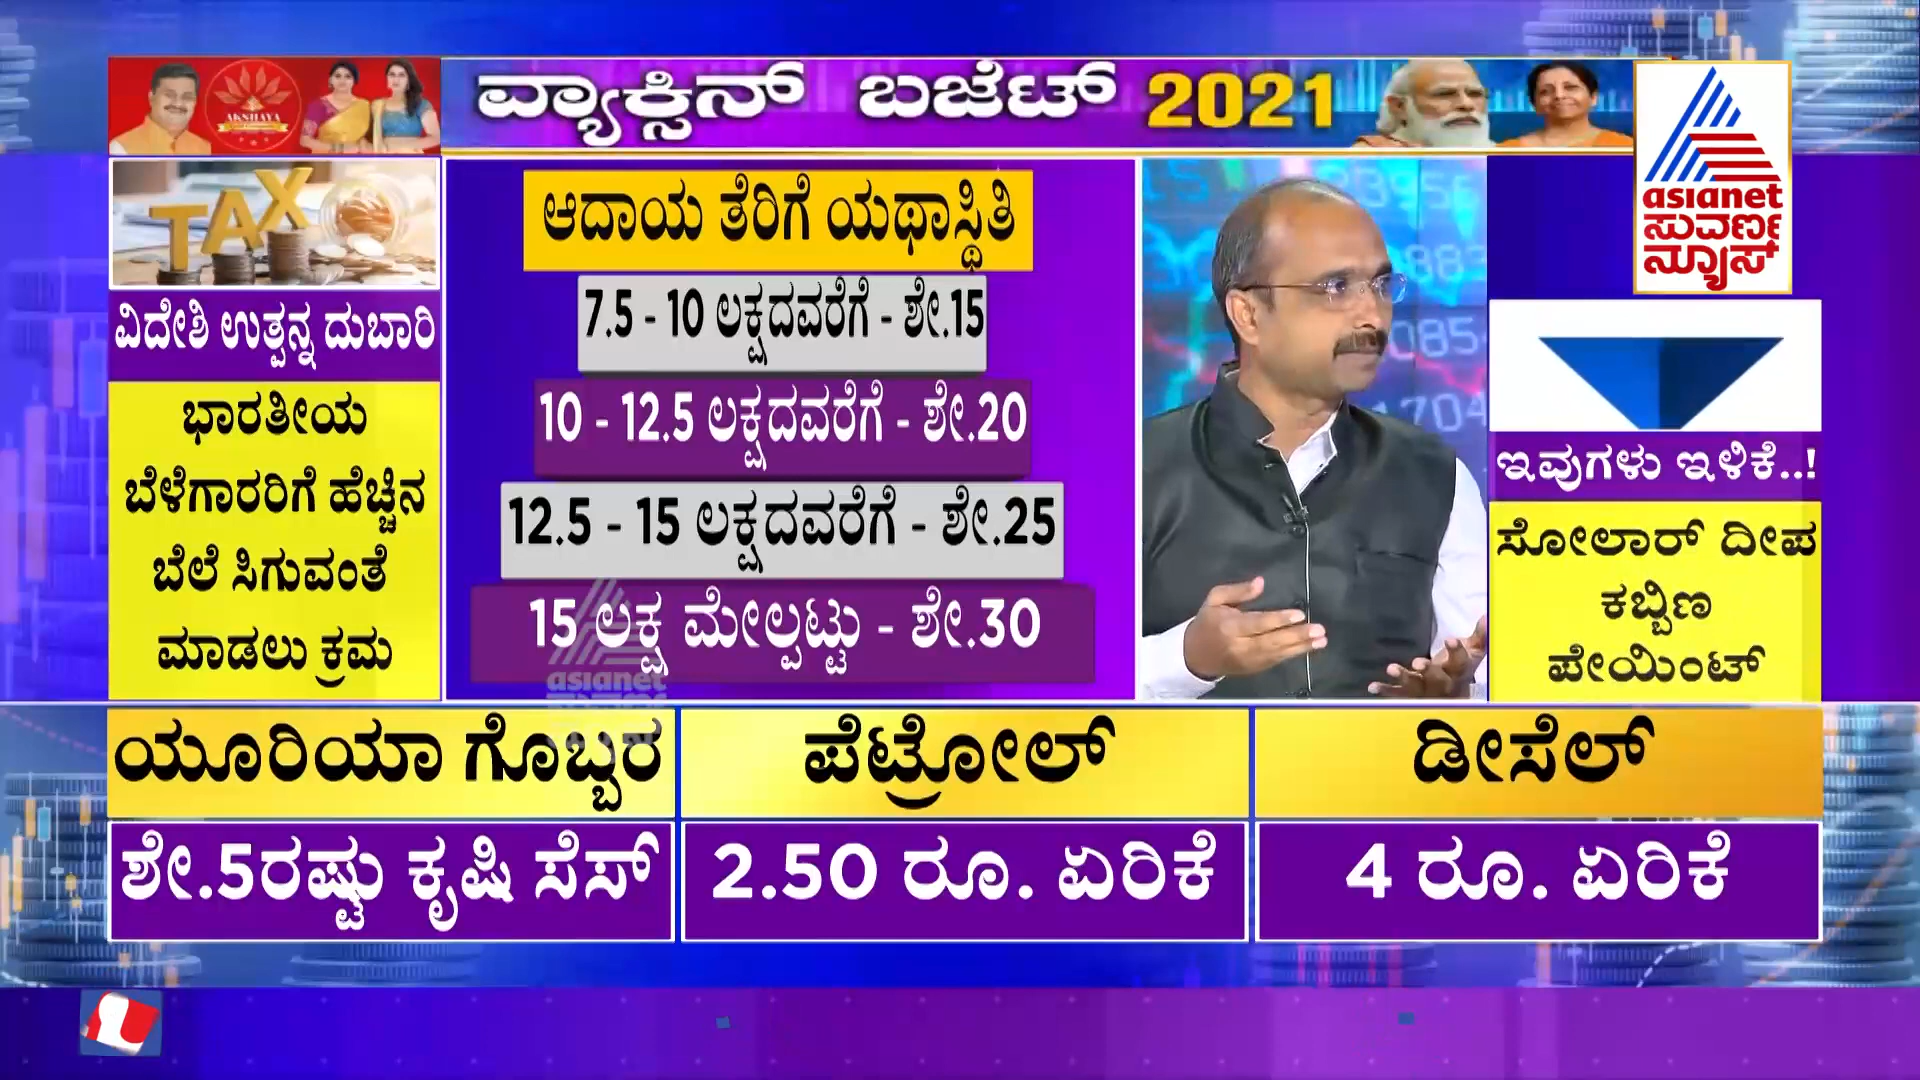 AKSHAYA
ವ್ಯಾಕ್ಸಿನ್ ಬಜೆಟ್ 2021
asianet
ಸುವರ್ಣ
ನ್ಯೂಸ್
TAX
ವಿದೇಶಿ ಉತ್ಪನ್ನ ದುಬಾರಿ
ಭಾರತೀಯ
ಬೆಳೆಗಾರರಿಗೆ ಹೆಚ್ಚಿನ
ಬೆಲೆ ಸಿಗುವಂತೆ
ಮಾಡಲು ಕ್ರಮ
ಆದಾಯ ತೆರಿಗೆ ಯಥಾಸ್ಥಿತಿ
7.5 - 10 ಲಕ್ಷದವರೆಗೆ - ಶೇ.15
10 - 12.5 ಲಕ್ಷದವರೆಗೆ - ಶೇ.20
12.5 - 15 ಲಕ್ಷದವರೆಗೆ - ಶೇ.25
15 ಲಕ್ಷ ಮೇಲ್ಪಟ್ಟು - ಶೇ.30
asianet
ಇವುಗಳು ಇಳಿಕೆ..!
ಸೋಲಾರ್ ದೀಪ
ಕಬ್ಬಿಣ
ಪೇಯಿಂಟ್
ಯೂರಿಯಾ ಗೊಬ್ಬರ
ಶೇ.5ರಷ್ಟು ಕೃಷಿ ಸೆಸ್
ಪೆಟ್ರೋಲ್
2.50 ರೂ. ಏರಿಕೆ
ಡೀಸೆಲ್
4 ರೂ. ಏರಿಕೆ